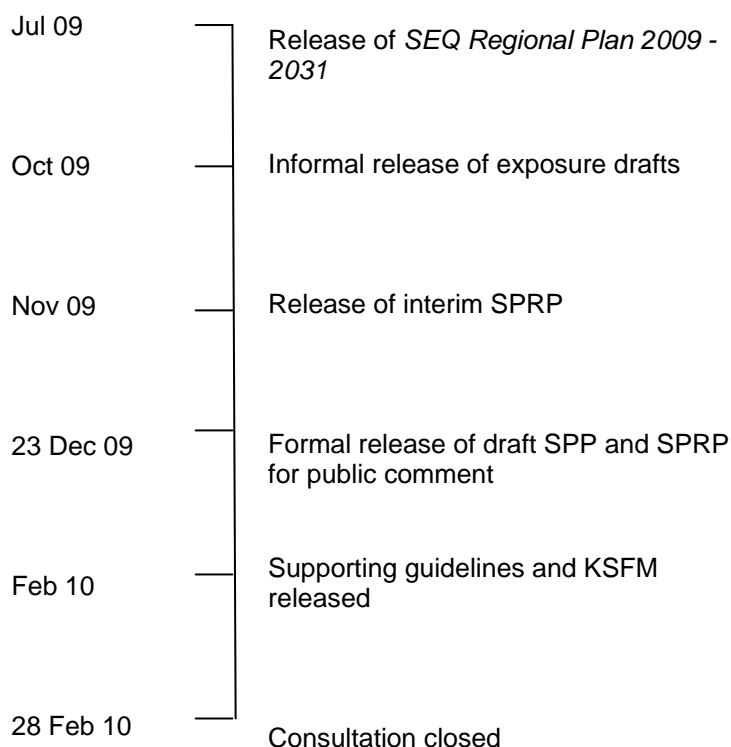 Jul 09
Release of SEQ Regional Plan 2009 -
2031
Oct 09
Informal release of exposure drafts
Nov 09
Release of interim SPRP
23 Dec 09
Formal release of draft SPP and SPRP
for public comment
Feb 10
Supporting guidelines and KSFM
released
28 Feb 10
Consultation closed